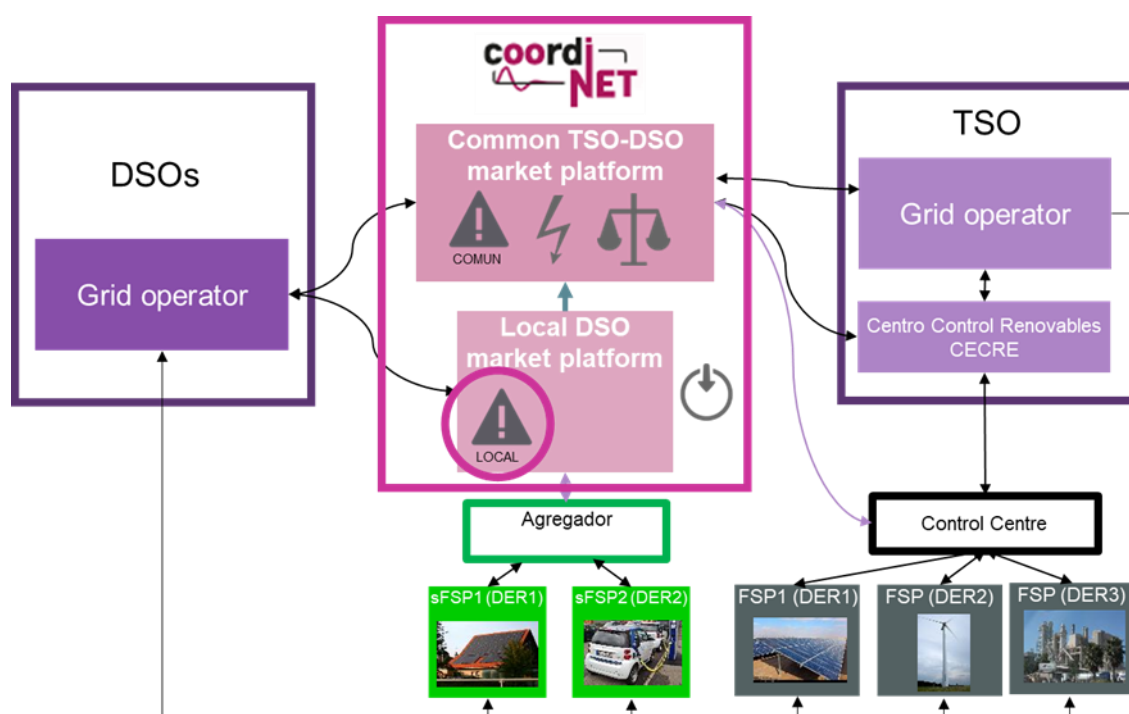 coordi
NET
DSOs
Grid operator
Common TSO-DSO
market platform
COMUN
Local DSO
market platform
LOCAL
TSO
Grid operator
Centro Control Renovables
CECRE
Agregador
Control Centre
sFSP1 (DER1)
sFSP2 (DER2)
FSP1 (DER1)
FSP (DER2)
FSP (DER3)